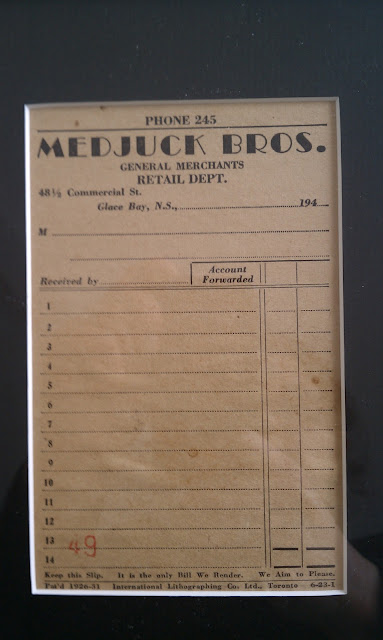 PHONE 245
MEDJUCK BROS.
GENERAL MERCHANTS
RETAIL DEPT.
48½ Commercial St.
Glace Bay, N.S., 194
M
Received by Account Forwarded
1
2
3
4
5
6
7
8
9
10
11
12
13
49
14
Keep this Slip. It is the only Bill We Render. We Aim to Please.
Pat'd 1926-31 International Lithographing Co. Ltd., Toronto 6-23-1